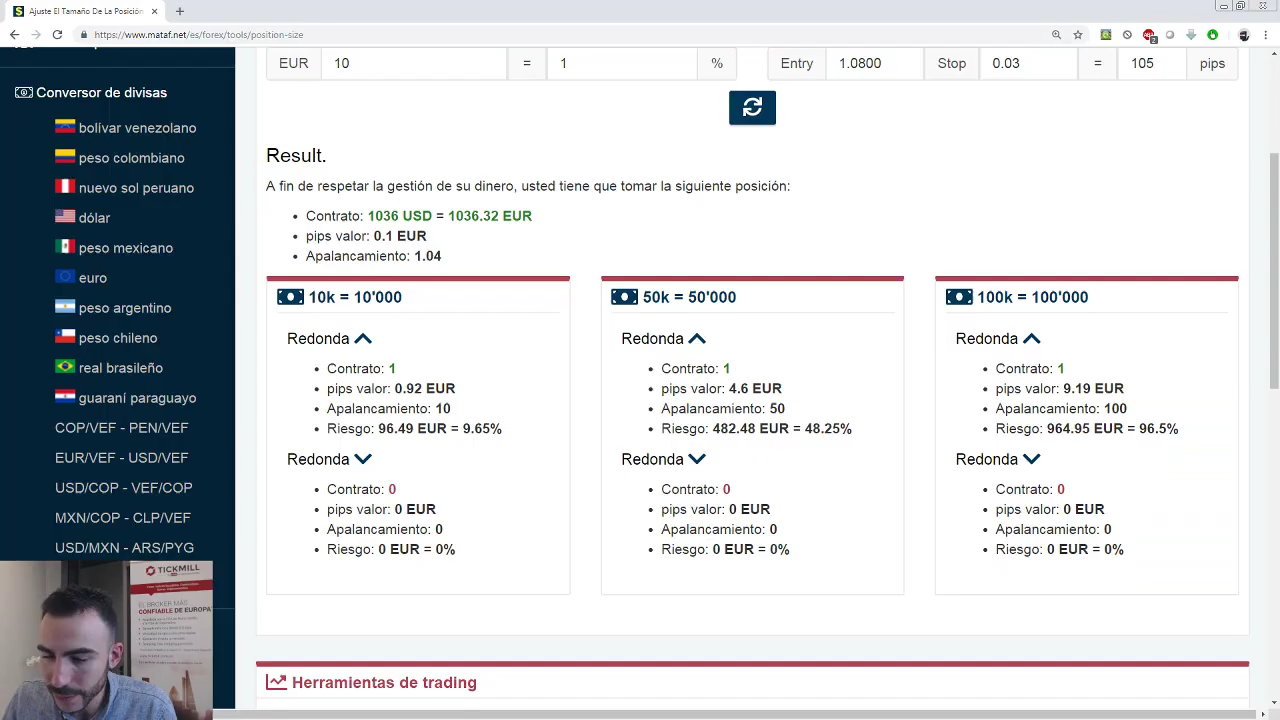 Ajuste El Tamaño De La Posición
https://www.mataf.net/es/forex/tools/position-size
EUR 10 = 1 % Entry 1.0800 Stop 0.03 = 105 pips
Conversor de divisas
bolívar venezolano
peso colombiano
nuevo sol peruano
dólar
peso mexicano
euro
peso argentino
peso chileno
real brasileño
guaraní paraguayo
COP/VEF - PEN/VEF
EUR/VEF - USD/VEF
USD/COP - VEF/COP
MXN/COP - CLP/VEF
USD/MXN - ARS/PYG
Result.
A fin de respetar la gestión de su dinero, usted tiene que tomar la siguiente posición:
Contrato: 1036 USD = 1036.32 EUR
pips valor: 0.1 EUR
Apalancamiento: 1.04
10k = 10'000
Redonda
Contrato: 1
pips valor: 0.92 EUR
Apalancamiento: 10
Riesgo: 96.49 EUR = 9.65%
Redonda
Contrato: 0
pips valor: 0 EUR
Apalancamiento: 0
Riesgo: 0 EUR = 0%
50k = 50'000
Redonda
Contrato: 1
pips valor: 4.6 EUR
Apalancamiento: 50
Riesgo: 482.48 EUR = 48.25%
Redonda
Contrato: 0
pips valor: 0 EUR
Apalancamiento: 0
Riesgo: 0 EUR = 0%
100k = 100'000
Redonda
Contrato: 1
pips valor: 9.19 EUR
Apalancamiento: 100
Riesgo: 964.95 EUR = 96.5%
Redonda
Contrato: 0
pips valor: 0 EUR
Apalancamiento: 0
Riesgo: 0 EUR = 0%
Herramientas de trading
TICKMILL
EL BROKER MÁS
CONFIABLE DE EUROPA